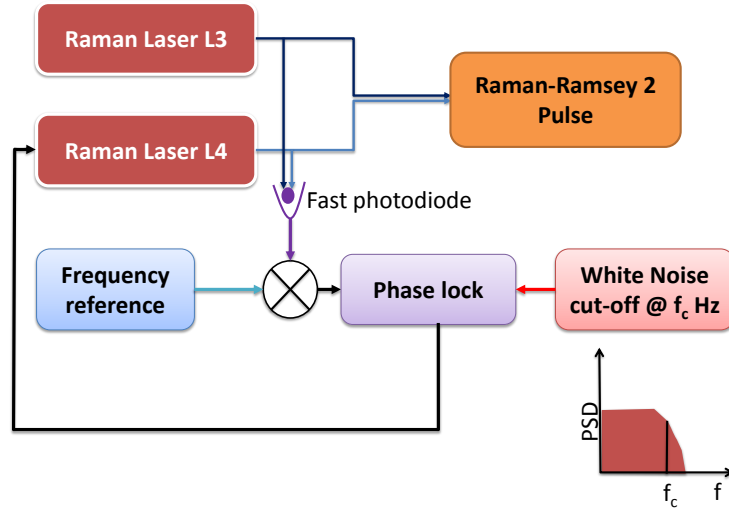 Raman Laser L3
Raman-Ramsey 2
Pulse
Raman Laser L4
Fast photodiode
Frequency
reference
Phase lock
White Noise
cut-off @ fc Hz
PSD
fc
f